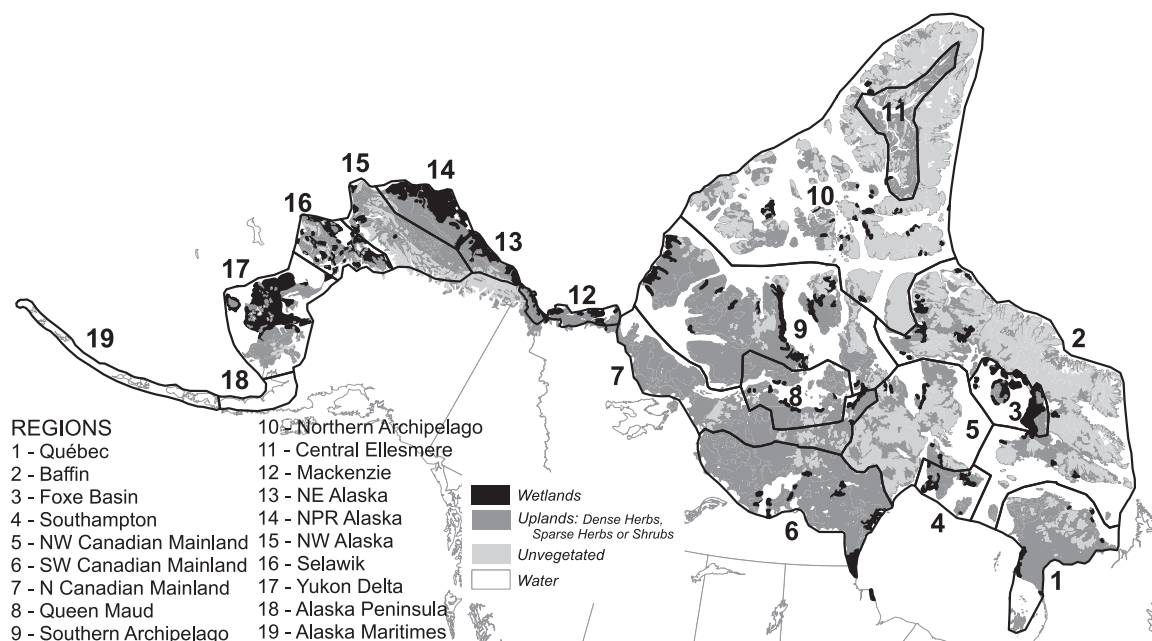 11
10
15
14
16
13
17
12
9
2
19
18
7
8
3
5
4
6
1
REGIONS
1 - Québec
2 - Baffin
3 - Foxe Basin
4 - Southampton
5 - NW Canadian Mainland
6 - SW Canadian Mainland
7 - N Canadian Mainland
8 - Queen Maud
9 - Southern Archipelago
10 - Northern Archipelago
11 - Central Ellesmere
12 - Mackenzie
13 - NE Alaska
14 - NPR Alaska
15 - NW Alaska
16 - Selawik
17 - Yukon Delta
18 - Alaska Peninsula
19 - Alaska Maritimes
Wetlands
Uplands: Dense Herbs,
Sparse Herbs or Shrubs
Unvegetated
Water